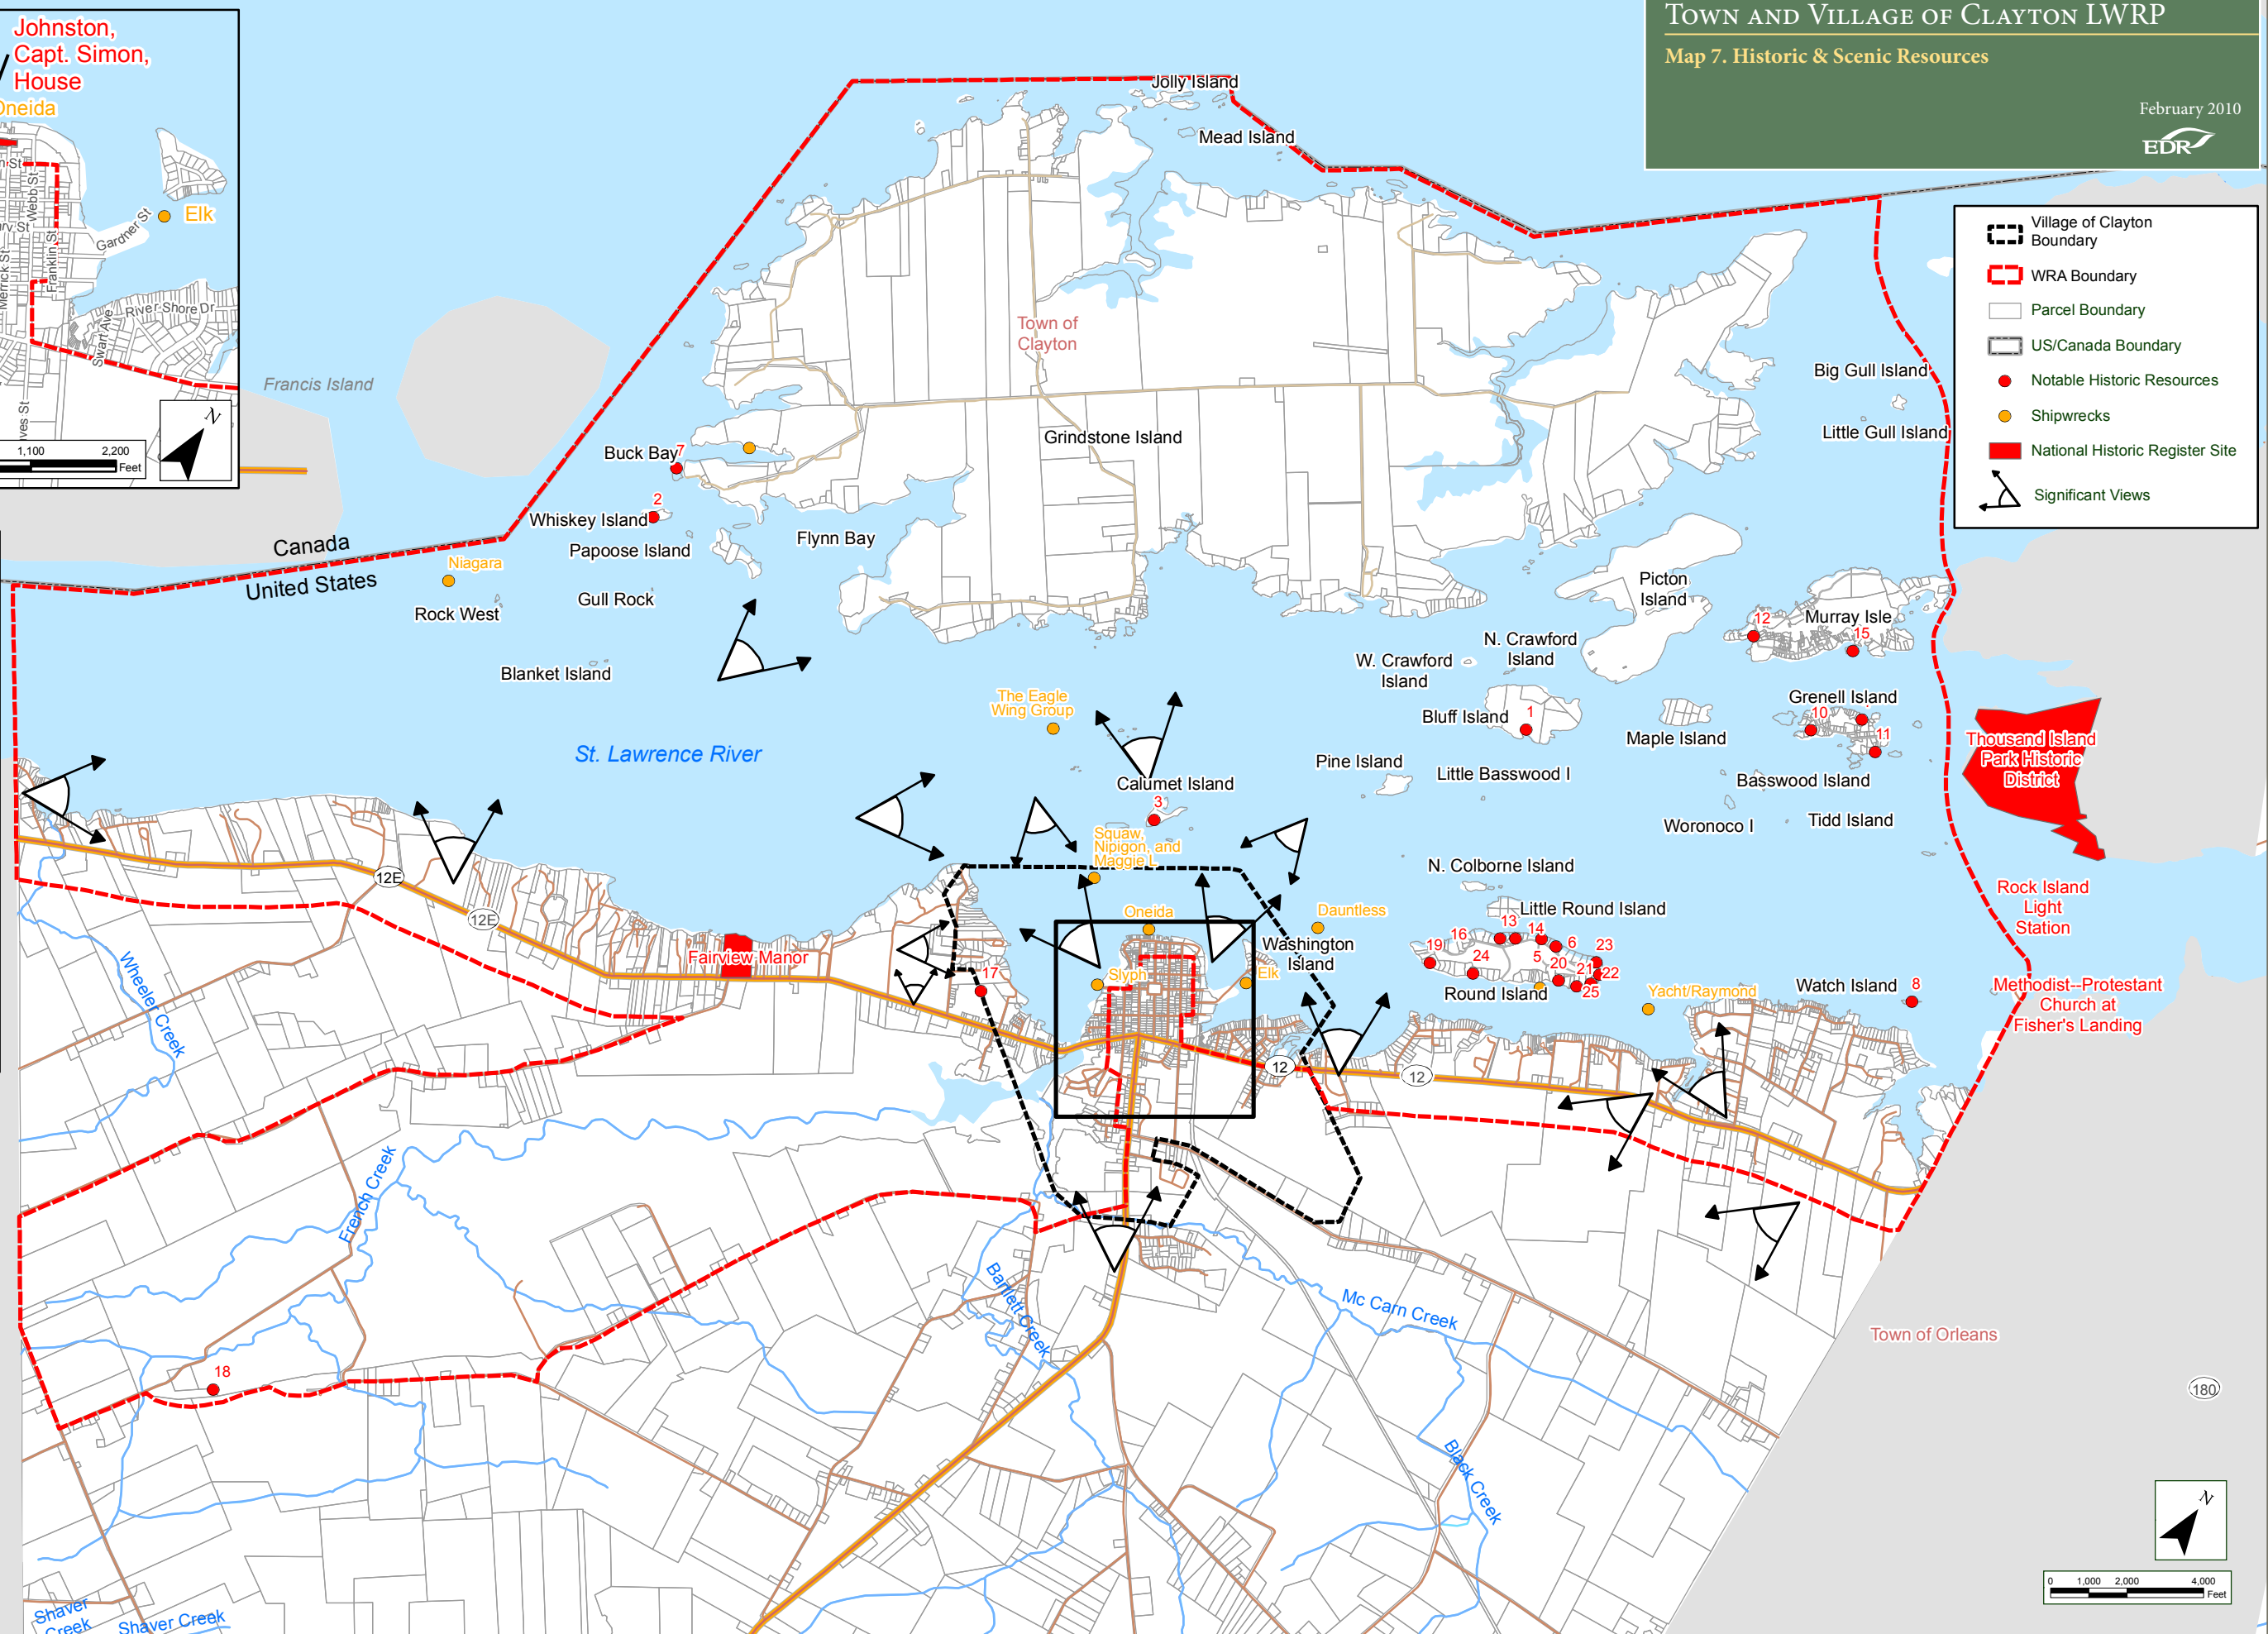 TOWN AND VILLAGE OF CLAYTON LWRP
Map 7. Historic & Scenic Resources
February 2010
EDR
Village of Clayton
Boundary
WRA Boundary
Parcel Boundary
US/Canada Boundary
Notable Historic Resources
Shipwrecks
National Historic Register Site
Significant Views
Johnston,
Capt. Simon,
House
Oneida
Elk
Webb St
Franklin St
Gardner St
River Shore Dr
Swart Ave
N
1,100 2,200
Feet
Francis Island
Canada
United States
Jolly Island
Mead Island
Town of
Clayton
Grindstone Island
Big Gull Island
Little Gull Island
Buck Bay
7
2
Whiskey Island
Papoose Island
Flynn Bay
Niagara
Rock West
Gull Rock
Blanket Island
Picton
Island
12
Murray Isle
15
N. Crawford
Island
W. Crawford
Island
The Eagle
Wing Group
Bluff Island
1
Grenell Island
10
11
Maple Island
St. Lawrence River
Pine Island
Little Basswood I
Basswood Island
Thousand Island
Park Historic
District
Calumet Island
3
Woronoco I
Tidd Island
Squaw,
Nipigon, and
Maggie L
N. Colborne Island
12E
12E
Rock Island
Light
Station
Oneida
Dauntless
Little Round Island
13
14
16
19
6
23
24
5
20
21
22
25
Washington
Island
Round Island
Fairview Manor
17
Slyph
Elk
Yacht/Raymond
Watch Island
8
Methodist--Protestant
Church at
Fisher's Landing
12
12
Wheeler Creek
French Creek
Bartlett Creek
Mc Carn Creek
Black Creek
Town of Orleans
180
18
Shaver
Creek
Shaver Creek
N
0 1,000 2,000 4,000
Feet